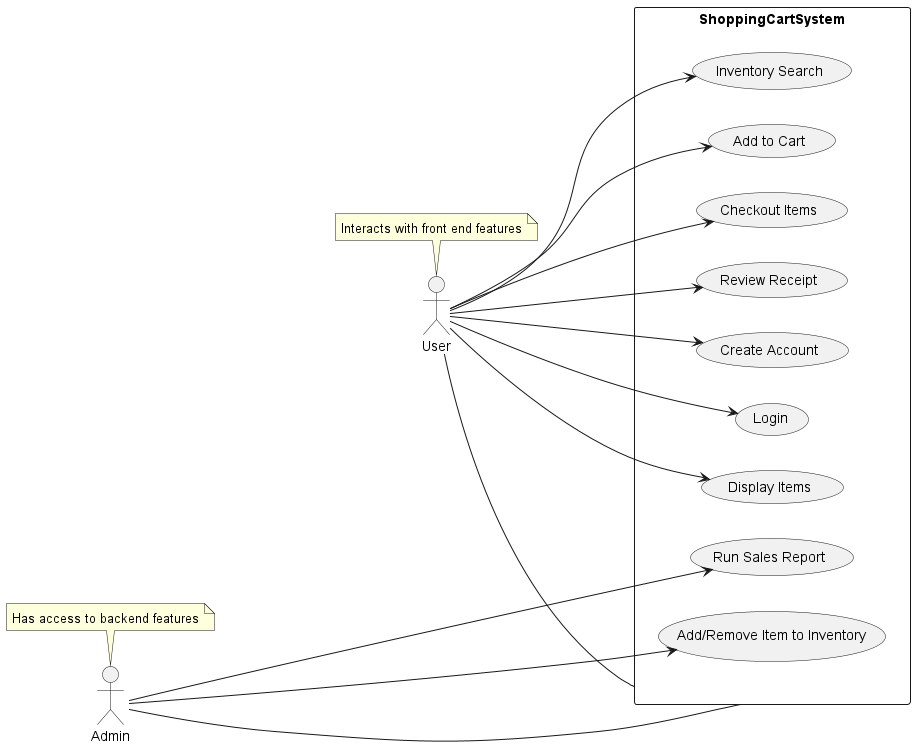 ShoppingCartSystem
Inventory Search
Add to Cart
Checkout Items
Interacts with front end features
Review Receipt
User
Create Account
Login
Display Items
Run Sales Report
Has access to backend features
Add/Remove Item to Inventory
Admin